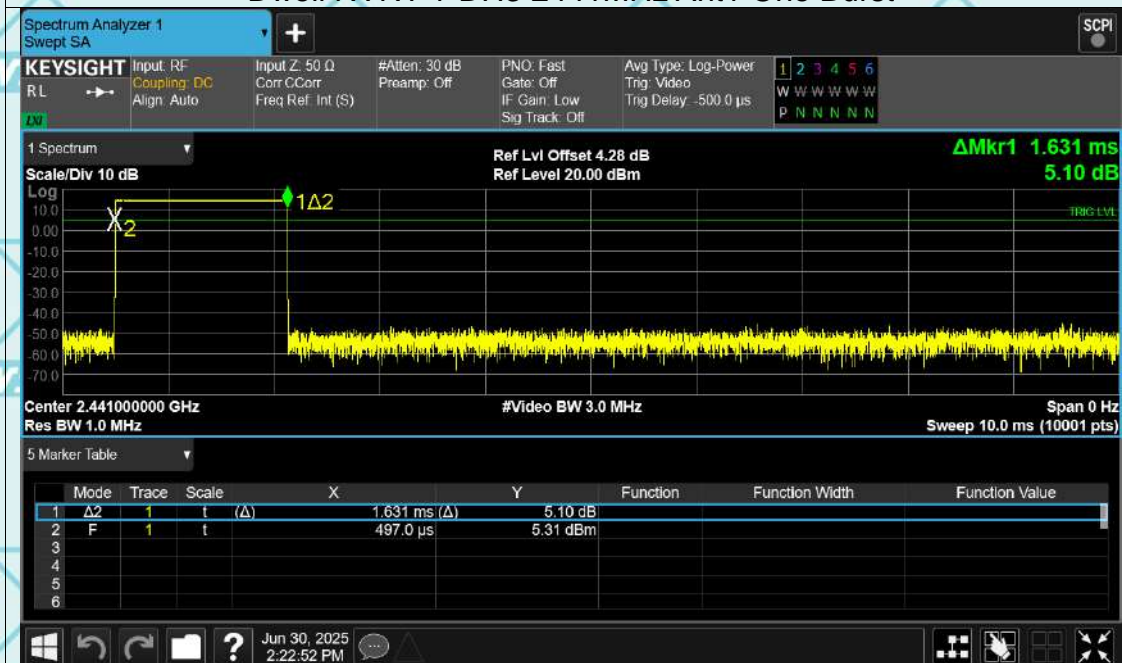 Spectrum Analyzer 1
Swept SA
+
SCPI
KEYSIGHT Input: RF Input Z: 50 Ω #Atten: 30 dB PNO: Fast Avg Type: Log-Power 1 2 3 4 5 6
RL Coupling: DC Corr CCorr Preamp: Off Gate: Off Trig: Video W W W W W W
Align: Auto Freq Ref: Int (S) IF Gain: Low Trig Delay: -500.0 µs P N N N N N
LXI Sig Track: Off
1 Spectrum
Ref Lvl Offset 4.28 dB ΔMkr1 1.631 ms
Scale/Div 10 dB Ref Level 20.00 dBm 5.10 dB
Log
10.0
0.00
-10.0
-20.0
-30.0
-40.0
-50.0
-60.0
-70.0
1Δ2
2
TRIG LVL
Center 2.441000000 GHz #Video BW 3.0 MHz Span 0 Hz
Res BW 1.0 MHz Sweep 10.0 ms (10001 pts)
5 Marker Table
Mode Trace Scale X Y Function Function Width Function Value
1 Δ2 1 t (Δ) 1.631 ms (Δ) 5.10 dB
2 F 1 t 497.0 µs 5.31 dBm
3
4
5
6
? Jun 30, 2025
2:22:52 PM